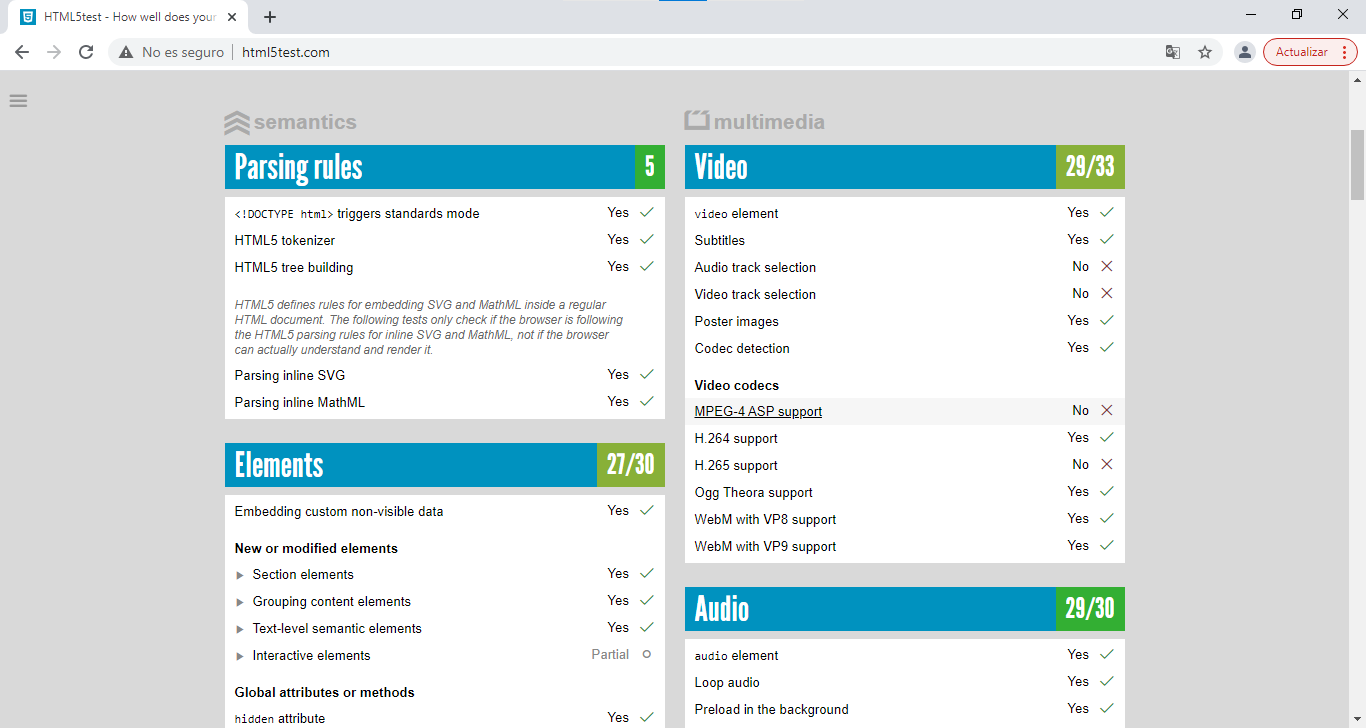 HTML5test - How well does your
No es seguro
html5test.com
Actualizar
semantics
Parsing rules 5
<!DOCTYPE html> triggers standards mode Yes
HTML5 tokenizer Yes
HTML5 tree building Yes
HTML5 defines rules for embedding SVG and MathML inside a regular
HTML document. The following tests only check if the browser is following
the HTML5 parsing rules for inline SVG and MathML, not if the browser
can actually understand and render it.
Parsing inline SVG Yes
Parsing inline MathML Yes
Elements 27/30
Embedding custom non-visible data Yes
New or modified elements
Section elements Yes
Grouping content elements Yes
Text-level semantic elements Yes
Interactive elements Partial
Global attributes or methods
hidden attribute Yes
multimedia
Video 29/33
video element Yes
Subtitles Yes
Audio track selection No
Video track selection No
Poster images Yes
Codec detection Yes
Video codecs
MPEG-4 ASP support No
H.264 support Yes
H.265 support No
Ogg Theora support Yes
WebM with VP8 support Yes
WebM with VP9 support Yes
Audio 29/30
audio element Yes
Loop audio Yes
Preload in the background Yes